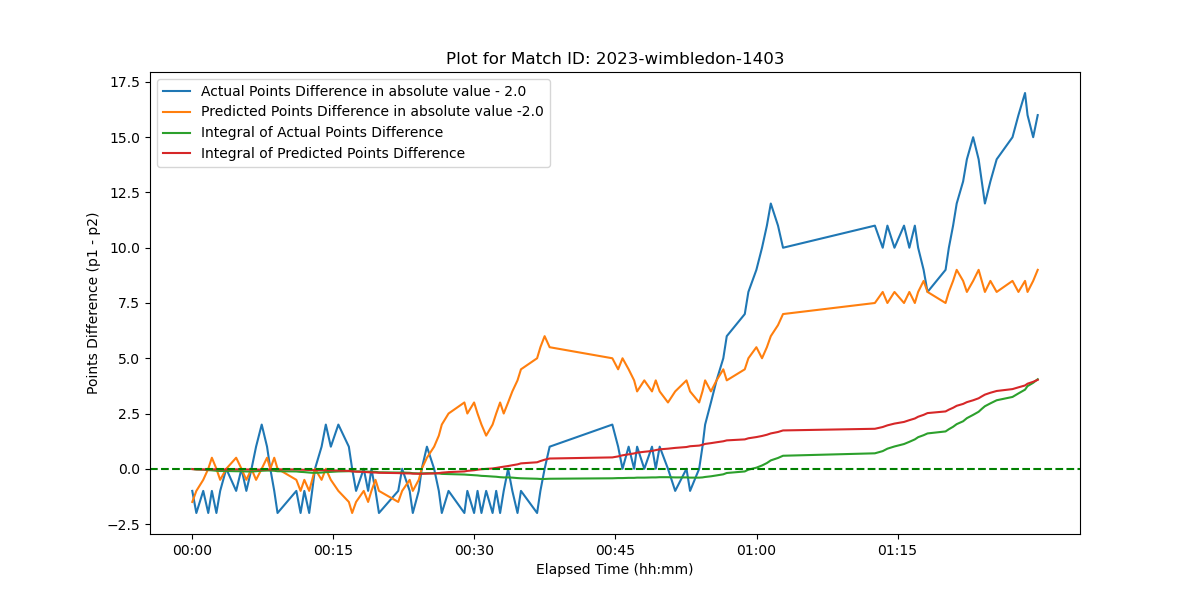 Plot for Match ID: 2023-wimbledon-1403
17.5
15.0
12.5
10.0
7.5
5.0
2.5
0.0
−2.5
Points Difference (p1 - p2)
Actual Points Difference in absolute value - 2.0
Predicted Points Difference in absolute value -2.0
Integral of Actual Points Difference
Integral of Predicted Points Difference
00:00 00:15 00:30 00:45 01:00 01:15
Elapsed Time (hh:mm)